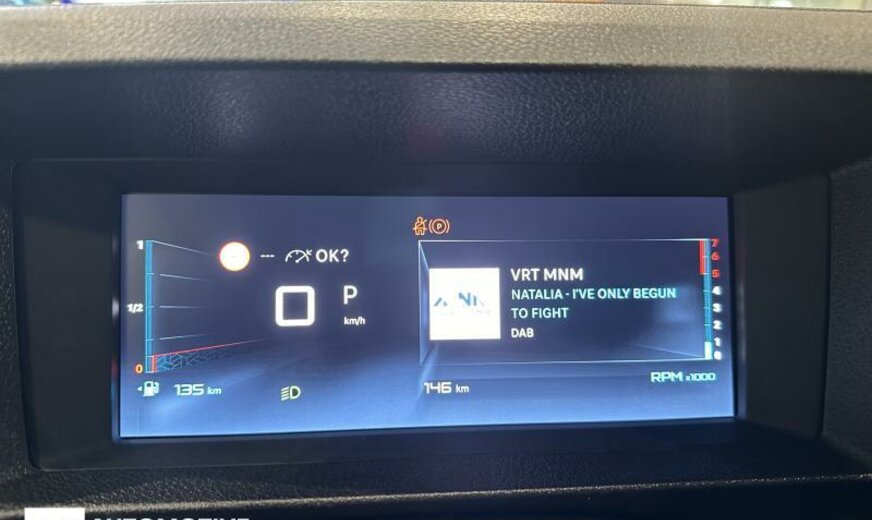 --- OK?
1
1/2
0
0
P
km/h
135 km
P
VRT MNM
NATALIA - I'VE ONLY BEGUN
TO FIGHT
DAB
146 km
7
6
5
4
3
2
1
0
RPM x1000